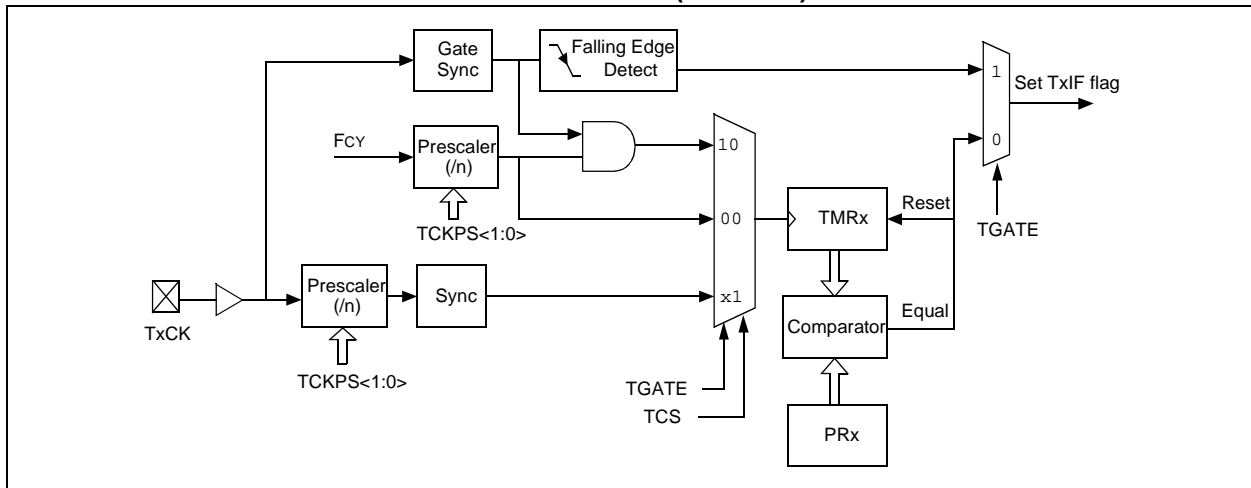 Gate
Sync
Falling Edge
Detect
1
Set TxIF flag
0
TGATE
FCY
Prescaler
(/n)
TCKPS<1:0>
10
00
x1
TMRx
Reset
TxCK
Prescaler
(/n)
Sync
TCKPS<1:0>
Comparator
Equal
TGATE
TCS
PRx